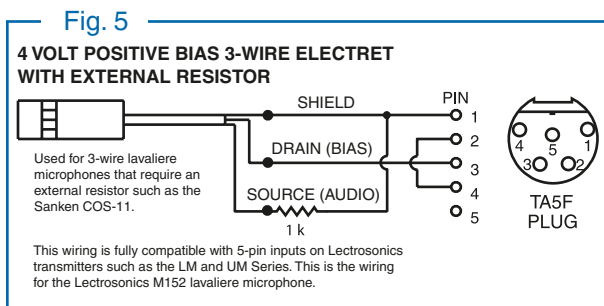 Fig. 5
4 VOLT POSITIVE BIAS 3-WIRE ELECTRET
WITH EXTERNAL RESISTOR
SHIELD
PIN
1
2
DRAIN (BIAS)
3
SOURCE (AUDIO)
4
1 k
5
Used for 3-wire lavaliere
microphones that require an
external resistor such as the
Sanken COS-11.
4
5
1
3
2
TA5F
PLUG
This wiring is fully compatible with 5-pin inputs on Lectrosonics
transmitters such as the LM and UM Series. This is the wiring
for the Lectrosonics M152 lavaliere microphone.